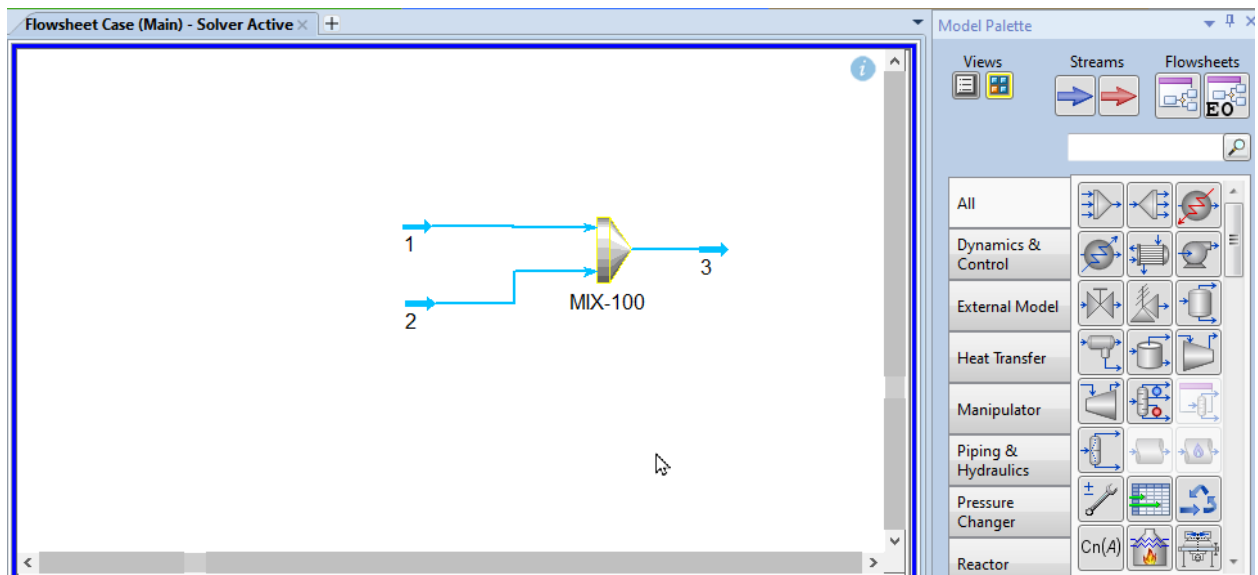 Flowsheet Case (Main) - Solver Active
Model Palette
Views
Streams
Flowsheets
EO
1
2
3
MIX-100
All
Dynamics &
Control
External Model
Heat Transfer
Manipulator
Piping &
Hydraulics
Pressure
Changer
Reactor
Cn(A)